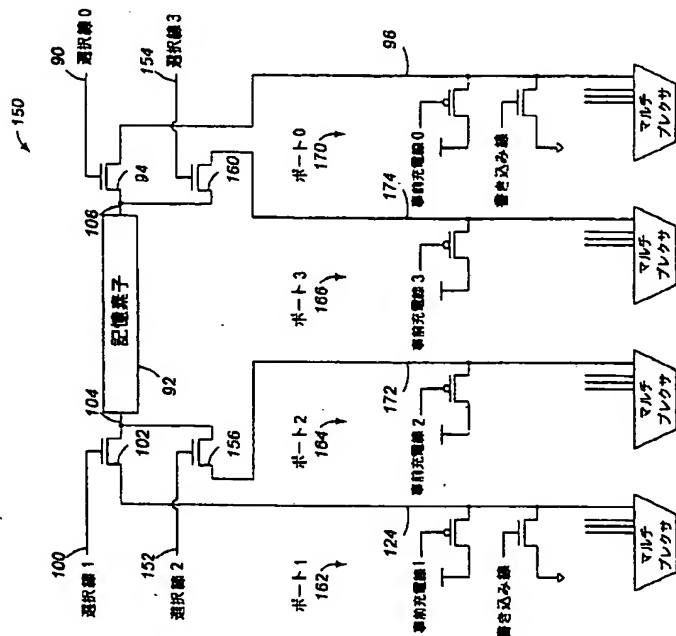 150
選択線1
100
選択線2
152
102
156
104
記憶素子
92
106
94
160
90
選択線0
154
選択線3
ポート1
162
ポート2
164
ポート3
166
ポート0
170
124
172
174
96
事前充電線1
事前充電線2
事前充電線3
事前充電線0
書き込み線
書き込み線
マルチ
プレクサ
マルチ
プレクサ
マルチ
プレクサ
マルチ
プレクサ